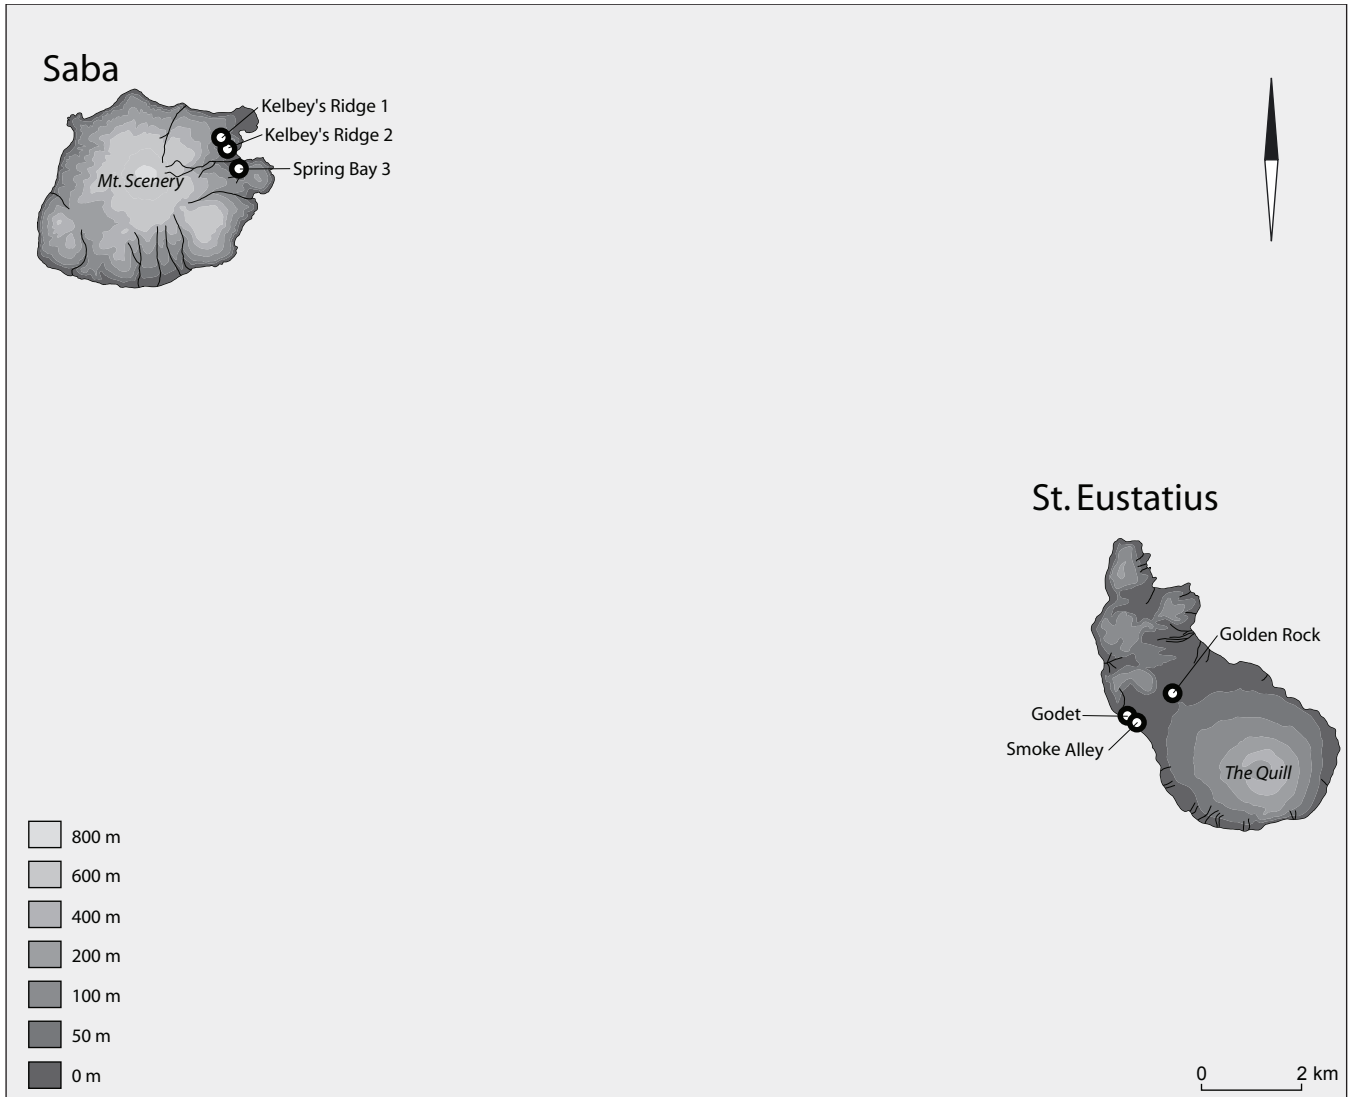 Saba
Kelbey's Ridge 1
Kelbey's Ridge 2
Spring Bay 3
Mt. Scenery
St. Eustatius
Golden Rock
Godet
Smoke Alley
The Quill
800 m
600 m
400 m
200 m
100 m
50 m
0 m
0 2 km